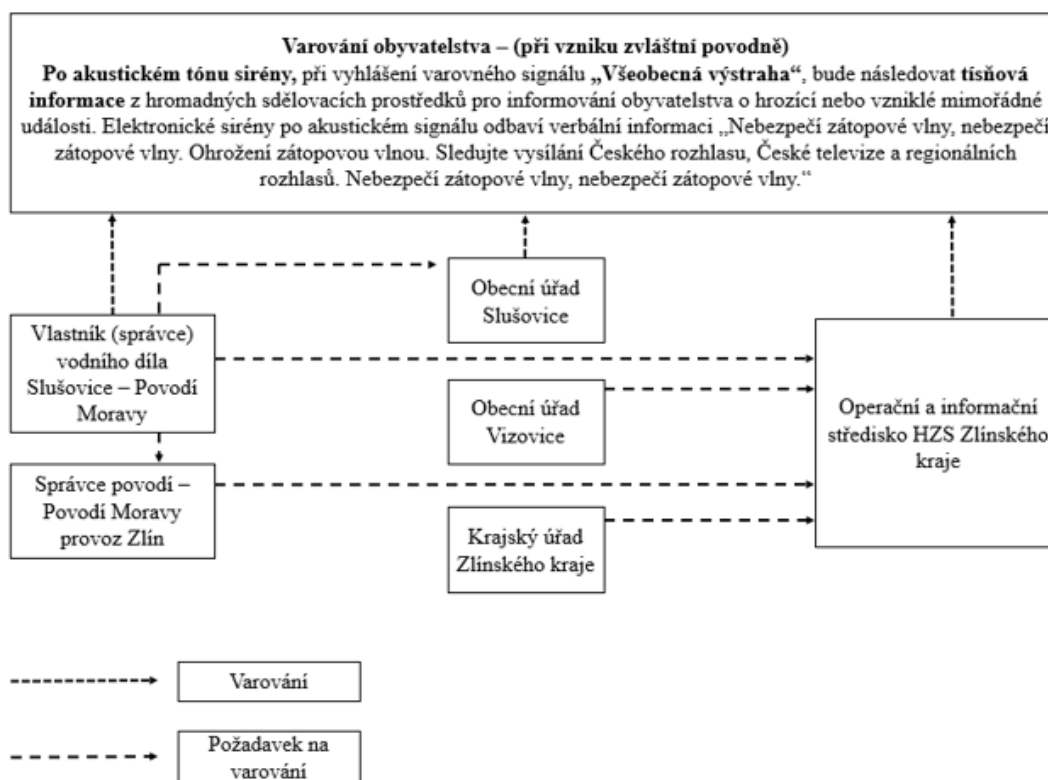 Varování obyvatelstva – (při vzniku zvláštní povodně)
Po akustickém tónu sirény, při vyhlášení varovného signálu „Všeobecná výstraha“, bude následovat tísňová
informace z hromadných sdělovacích prostředků pro informování obyvatelstva o hrozící nebo vzniklé mimořádné
události. Elektronické sirény po akustickém signálu odbaví verbální informaci „Nebezpečí zátopové vlny, nebezpečí
zátopové vlny. Ohrožení zátopovou vlnou. Sledujte vysílání Českého rozhlasu, České televize a regionálních
rozhlasů. Nebezpečí zátopové vlny, nebezpečí zátopové vlny.“
Obecní úřad
Slušovice
Vlastník (správce)
vodního díla
Slušovice – Povodí
Moravy
Obecní úřad
Vizovice
Operační a informační
středisko HZS Zlínského
kraje
Správce povodí –
Povodí Moravy
provoz Zlín
Krajský úřad
Zlínského kraje
Varování
Požadavek na
varování